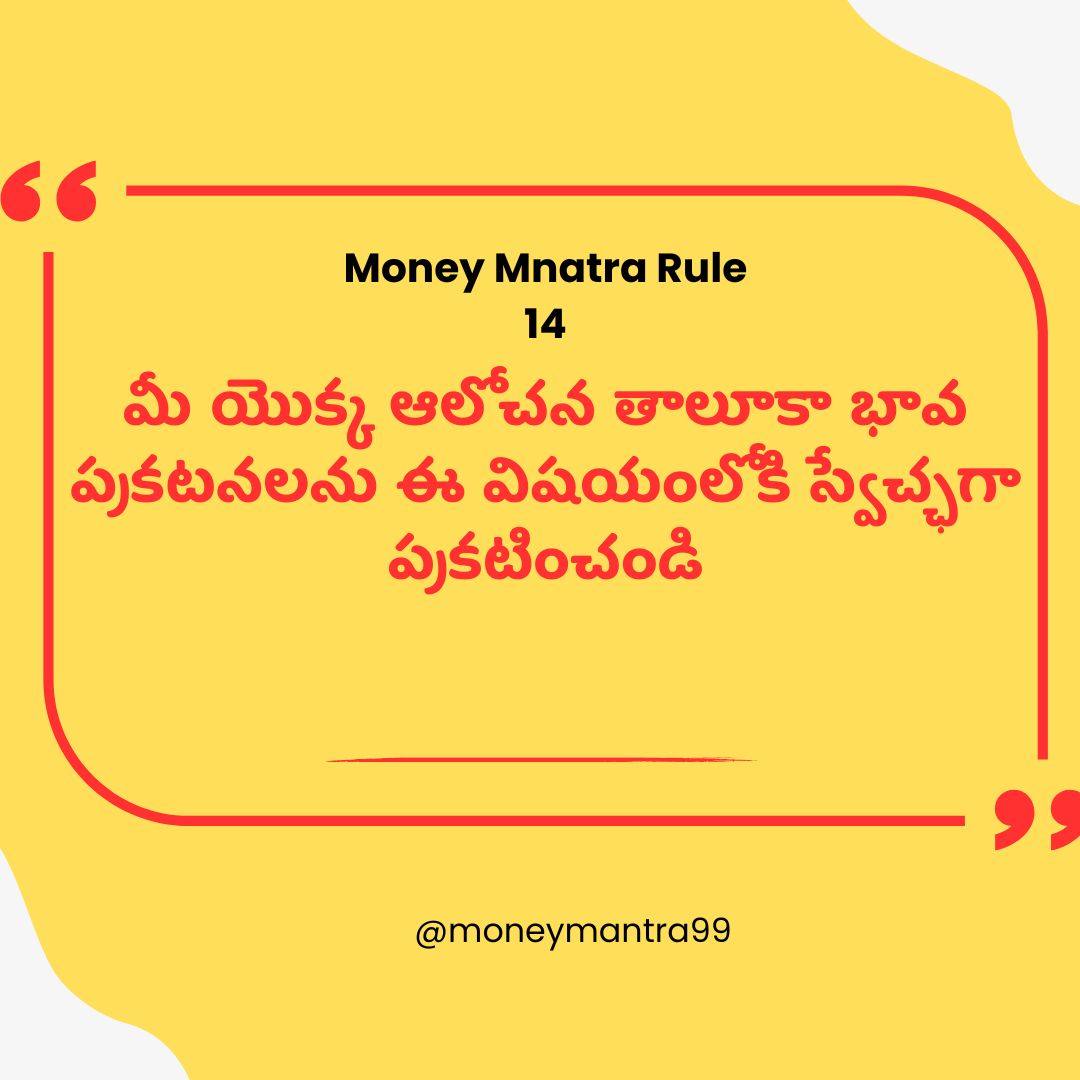 Money Mnatra Rule
14
మీ యొక్క ఆలోచన తాలూకా భావ
ప్రకటనలను ఈ విషయంలోకి స్వేచ్ఛగా
ప్రకటించండి
@moneymantra99